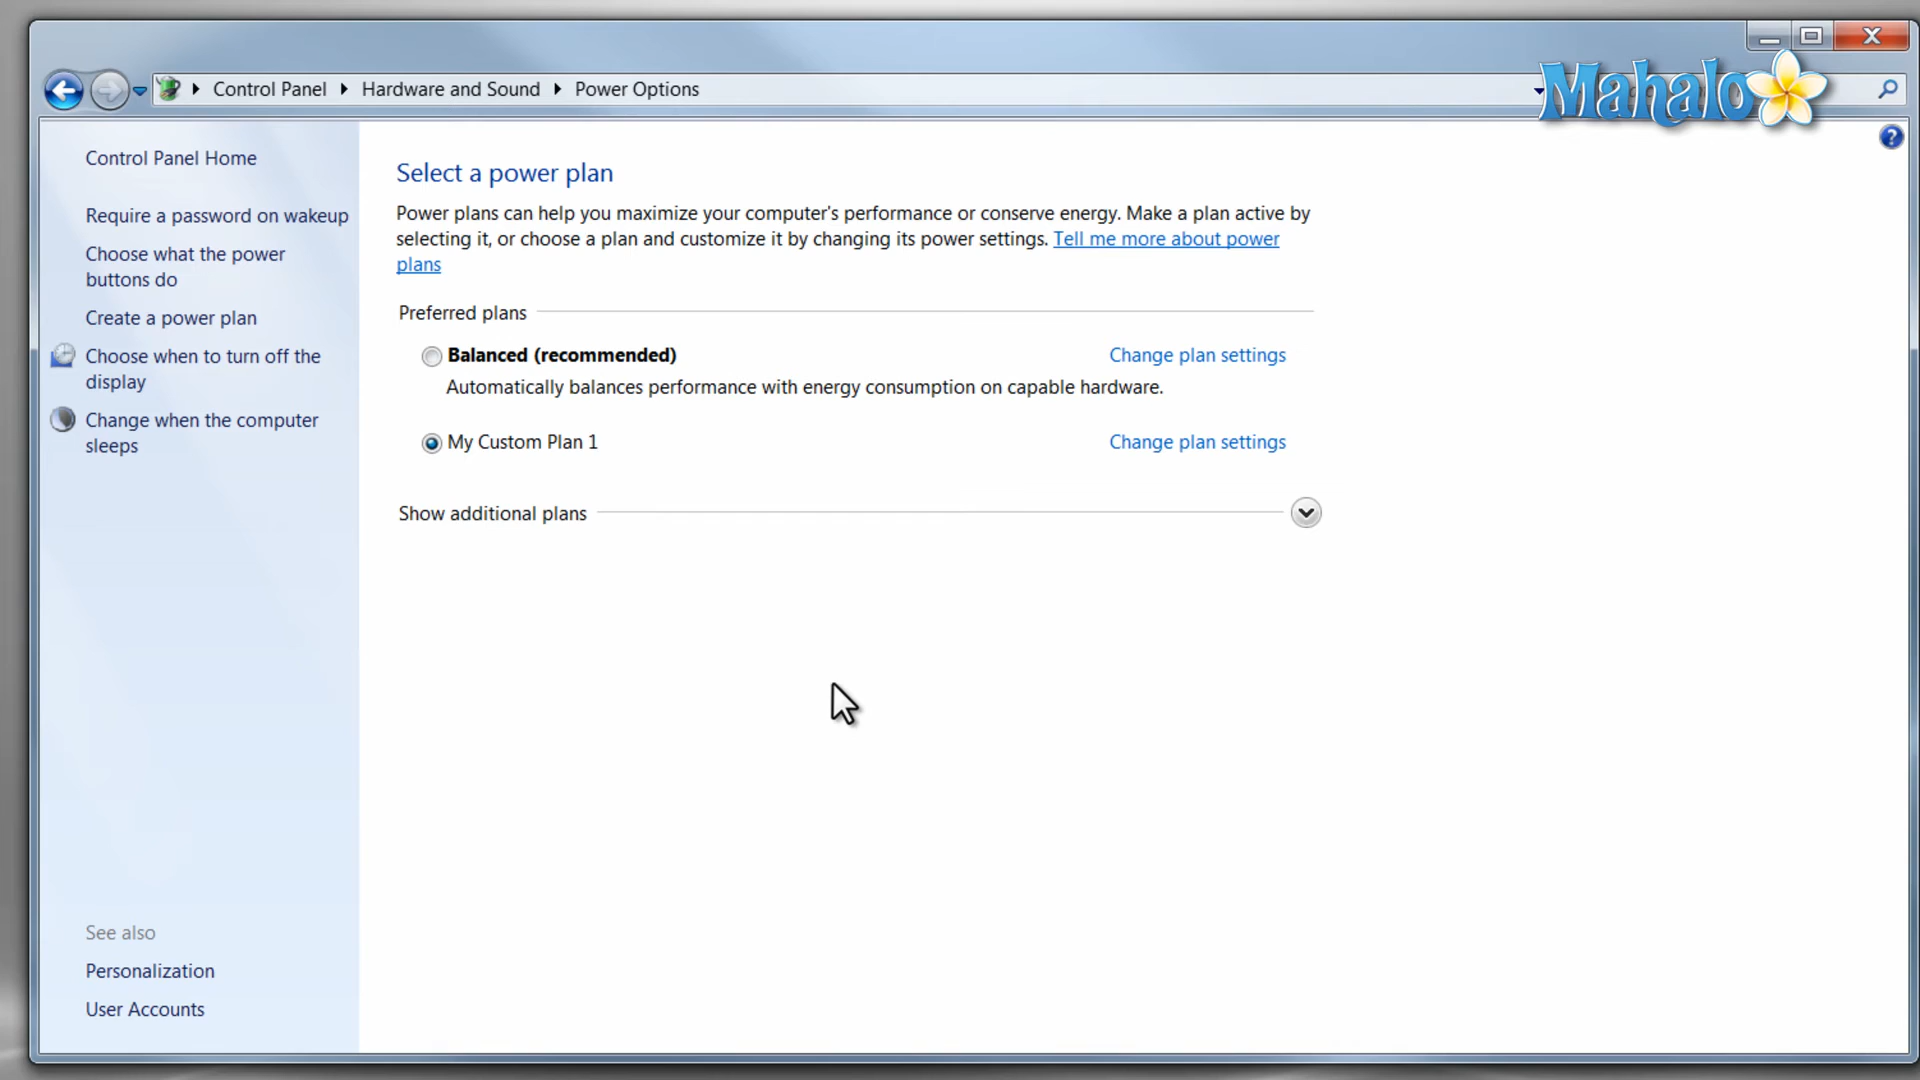 Control Panel Hardware and Sound Power Options
Mahalo
Control Panel Home
Require a password on wakeup
Choose what the power
buttons do
Create a power plan
Choose when to turn off the
display
Change when the computer
sleeps
See also
Personalization
User Accounts
Select a power plan
Power plans can help you maximize your computer's performance or conserve energy. Make a plan active by
selecting it, or choose a plan and customize it by changing its power settings. Tell me more about power
plans
Preferred plans
Balanced (recommended) Change plan settings
Automatically balances performance with energy consumption on capable hardware.
My Custom Plan 1 Change plan settings
Show additional plans